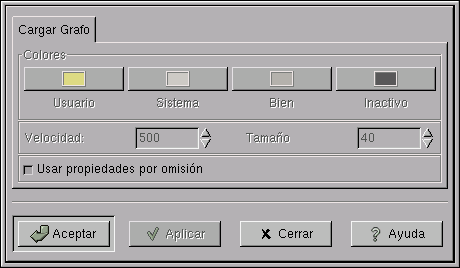 Cargar Grafo
Colores
Usuario Sistema Bien Inactivo
Velocidad: 500 Tamaño 40
Usar propiedades por omisión
Aceptar Aplicar Cerrar Ayuda